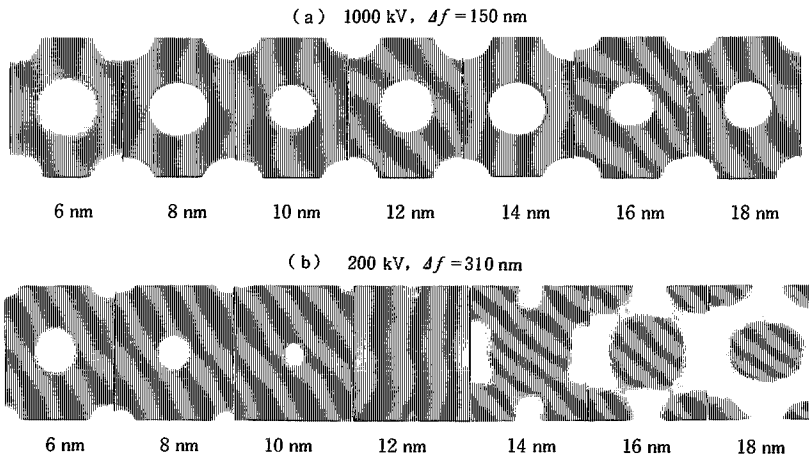 (a) 1000 kV, Δf=150 nm
6 nm 8 nm 10 nm 12 nm 14 nm 16 nm 18 nm
(b) 200 kV, Δf=310 nm
6 nm 8 nm 10 nm 12 nm 14 nm 16 nm 18 nm